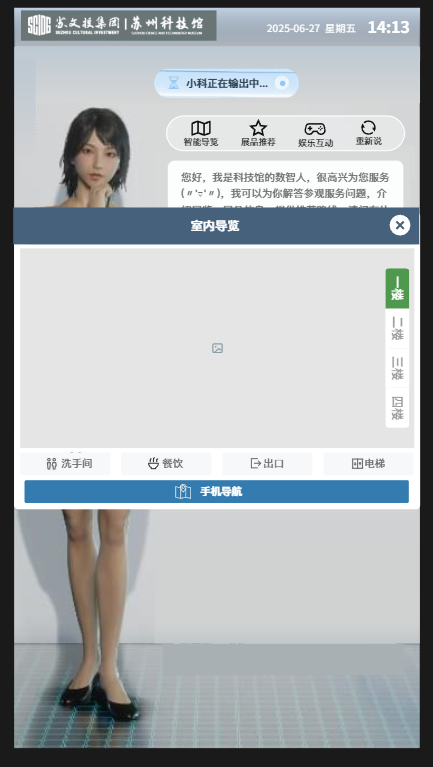 SCIG 苏文投集团 | 苏州科技馆
SUZHOU CULTURAL INVESTMENT
2025-06-27 星期五 14:13
小科正在输出中...
智能导览 展品推荐 娱乐互动 重新说
您好，我是科技馆的数智人，很高兴为您服务
，我可以为你解答参观服务问题，介
室内导览
一楼
二楼
三楼
四楼
洗手间 餐饮 出口 电梯
手机导航